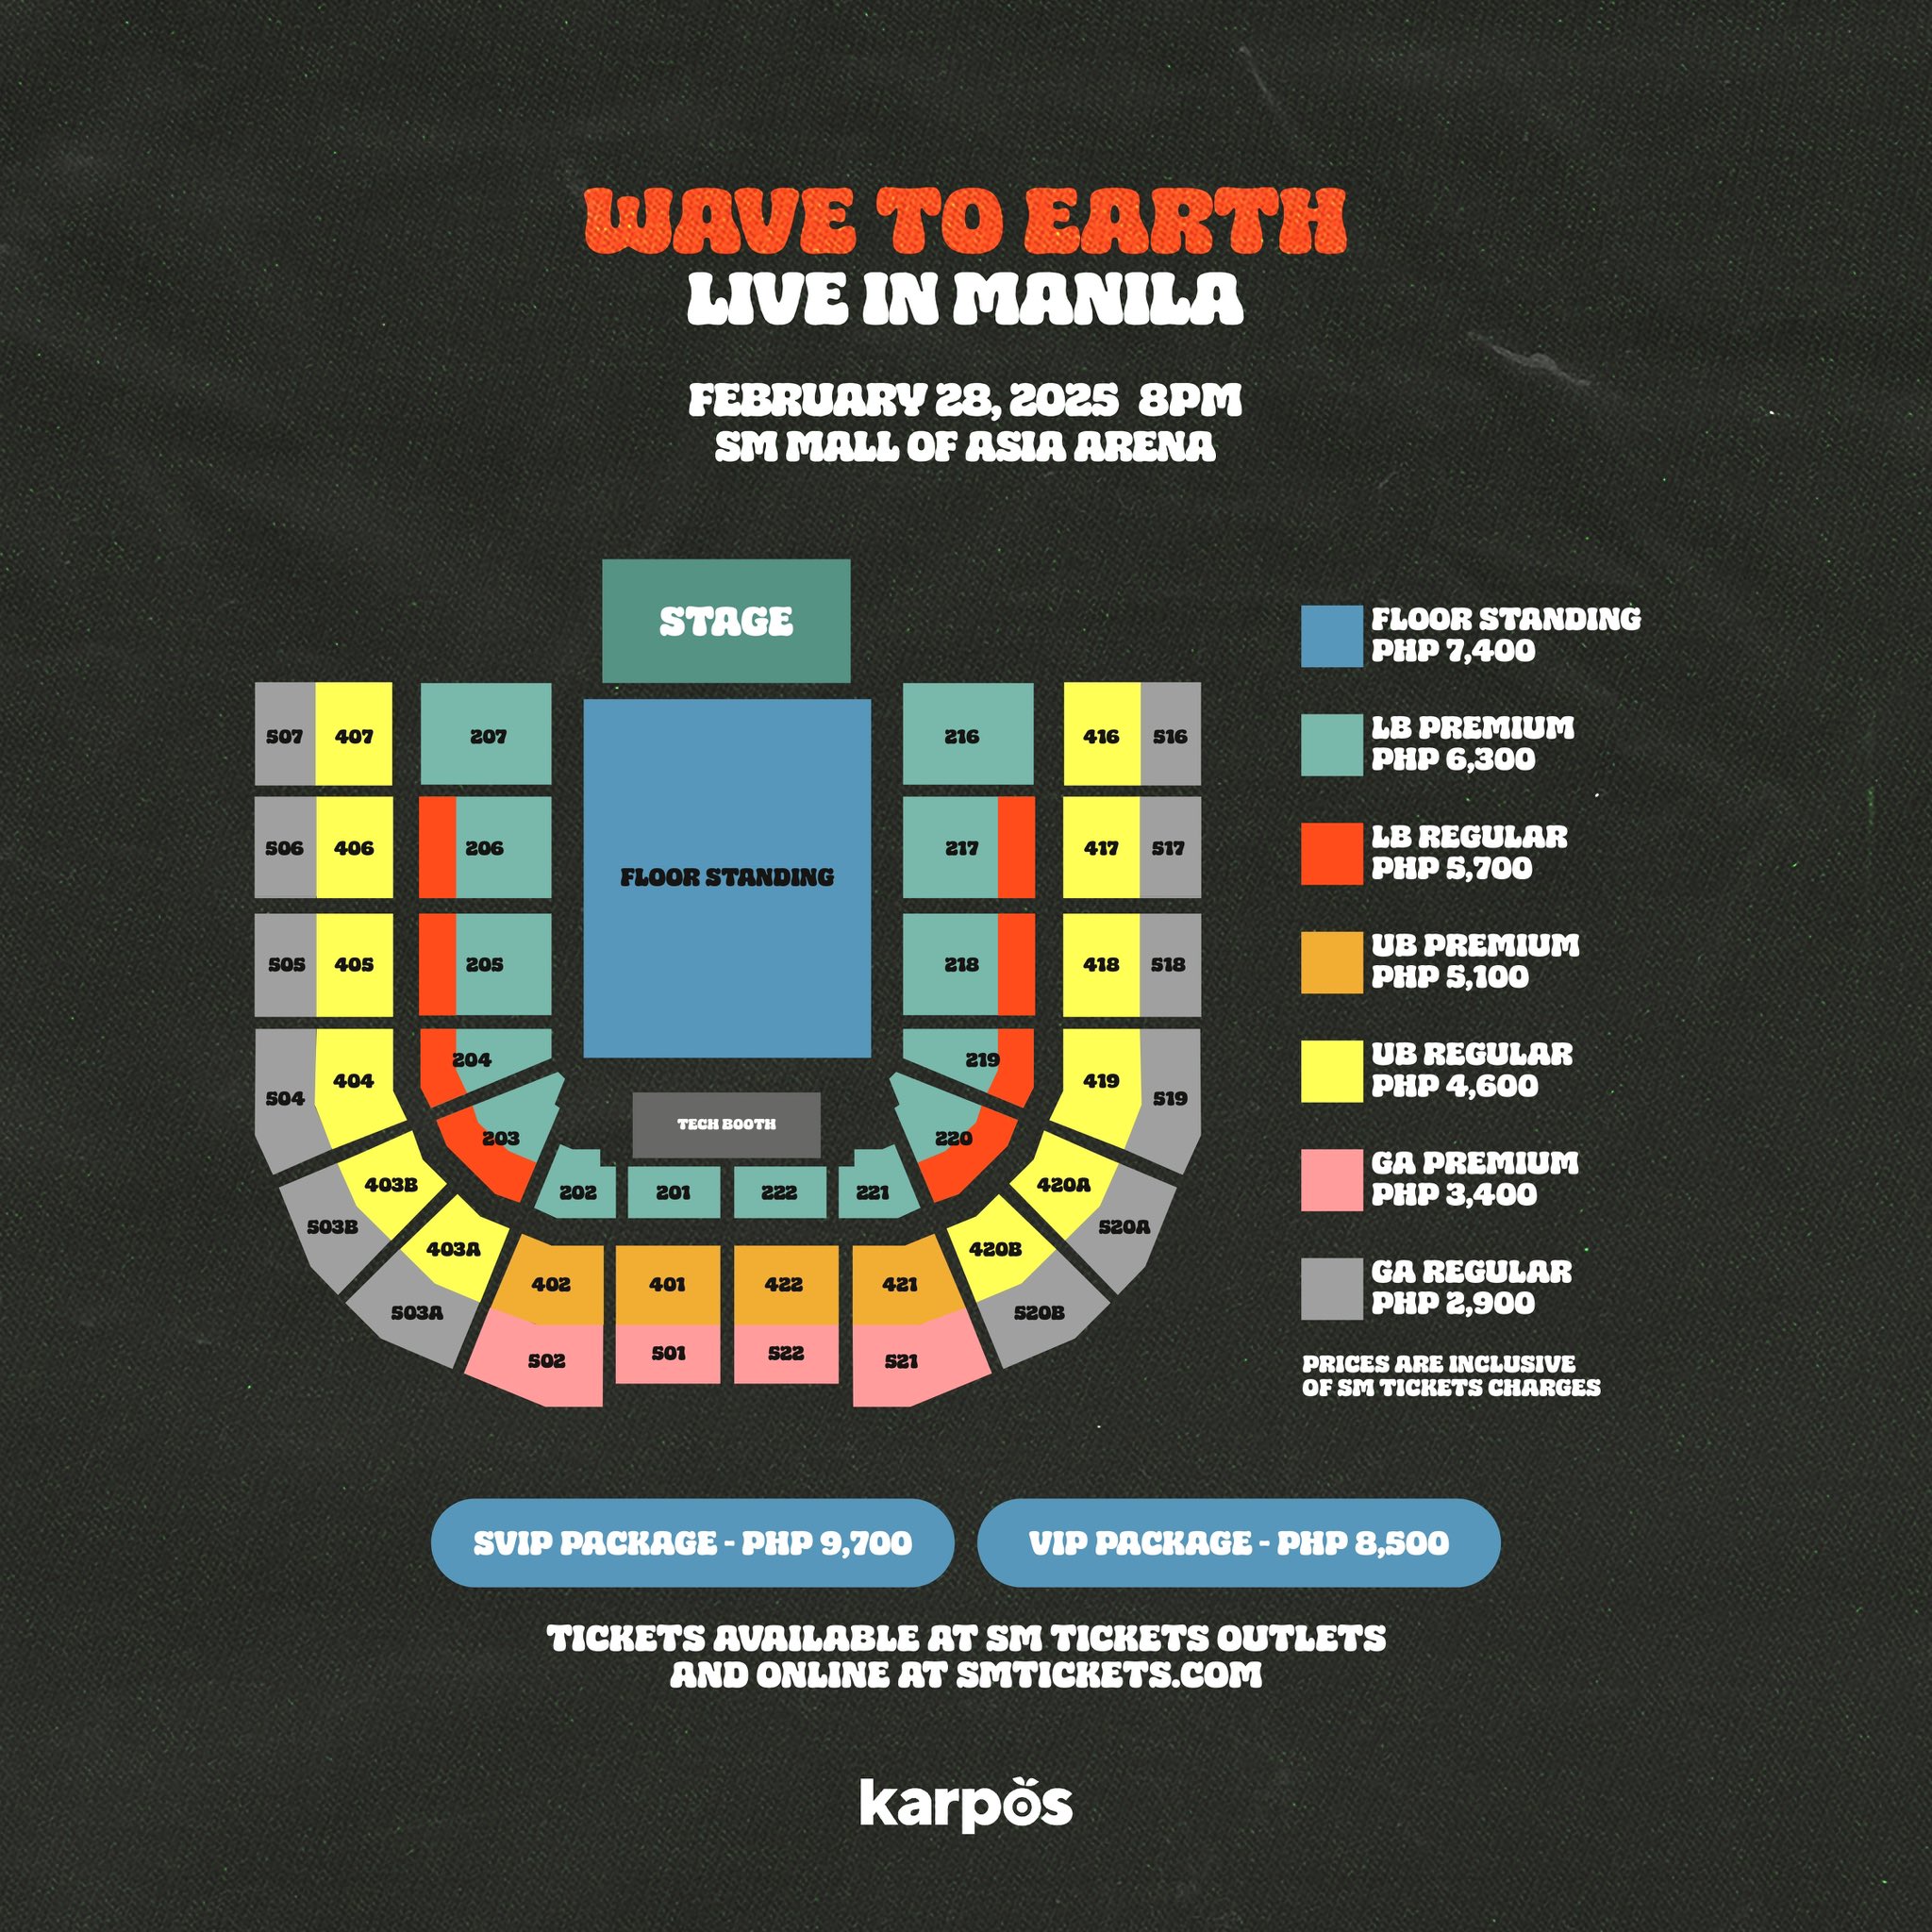 WAVE TO EARTH
LIVE IN MANILA
FEBRUARY 28, 2025 8PM
SM MALL OF ASIA ARENA
STAGE
507 407 207 216 416 516
506 406 206 217 417 517
FLOOR STANDING
505 405 205 218 418 518
504 404 204 219 419 519
TECH BOOTH
203 220
503B 403B 202 201 222 221 420A 520A
503A 403A 420B 520B
402 401 422 421
502 501 522 521
FLOOR STANDING
PHP 7,400
LB PREMIUM
PHP 6,300
LB REGULAR
PHP 5,700
UB PREMIUM
PHP 5,100
UB REGULAR
PHP 4,600
GA PREMIUM
PHP 3,400
GA REGULAR
PHP 2,900
PRICES ARE INCLUSIVE
OF SM TICKETS CHARGES
SVIP PACKAGE - PHP 9,700
VIP PACKAGE - PHP 8,500
TICKETS AVAILABLE AT SM TICKETS OUTLETS
AND ONLINE AT SMTICKETS.COM
karpos